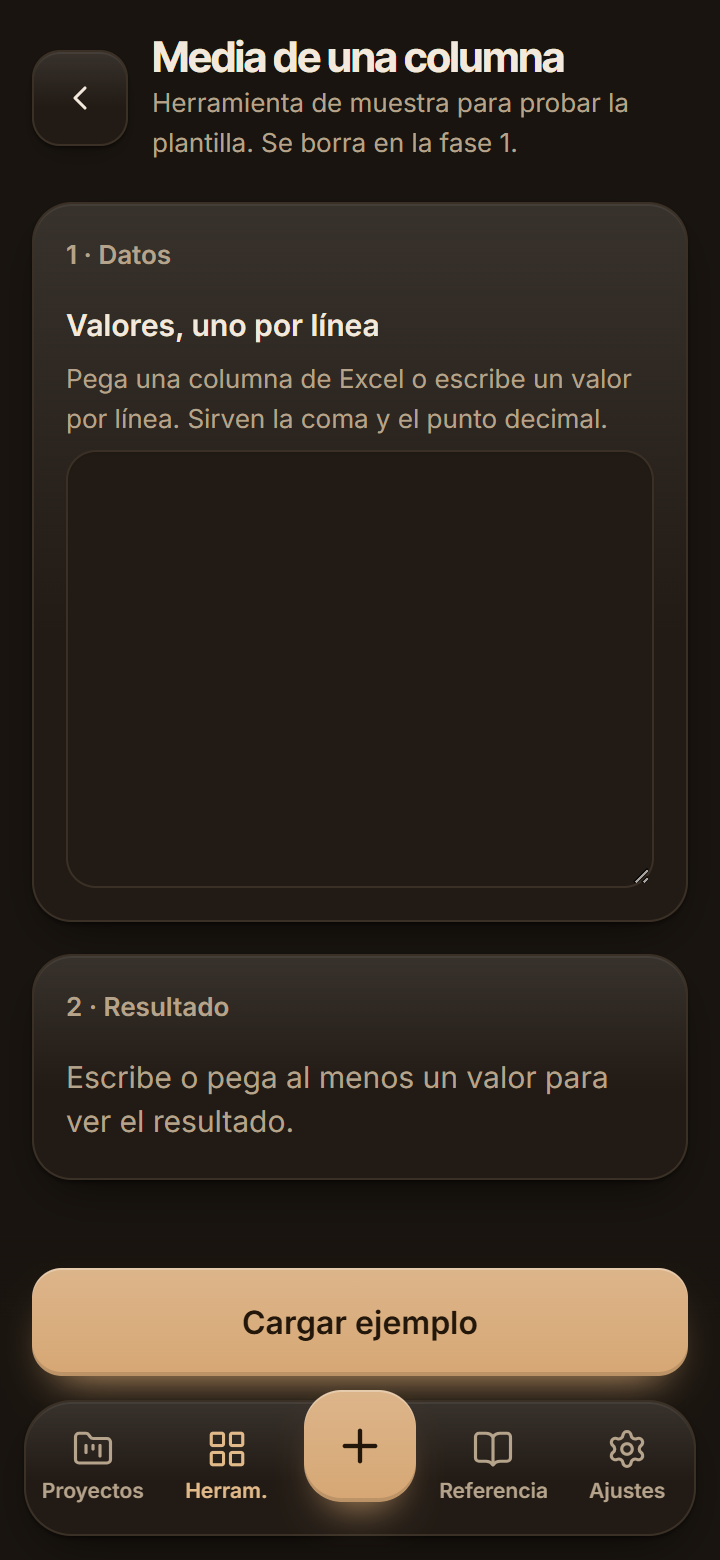 Media de una columna
Herramienta de muestra para probar la
plantilla. Se borra en la fase 1.
1 · Datos
Valores, uno por línea
Pega una columna de Excel o escribe un valor
por línea. Sirven la coma y el punto decimal.
2 · Resultado
Escribe o pega al menos un valor para
ver el resultado.
Cargar ejemplo
Proyectos
Herram.
Referencia
Ajustes